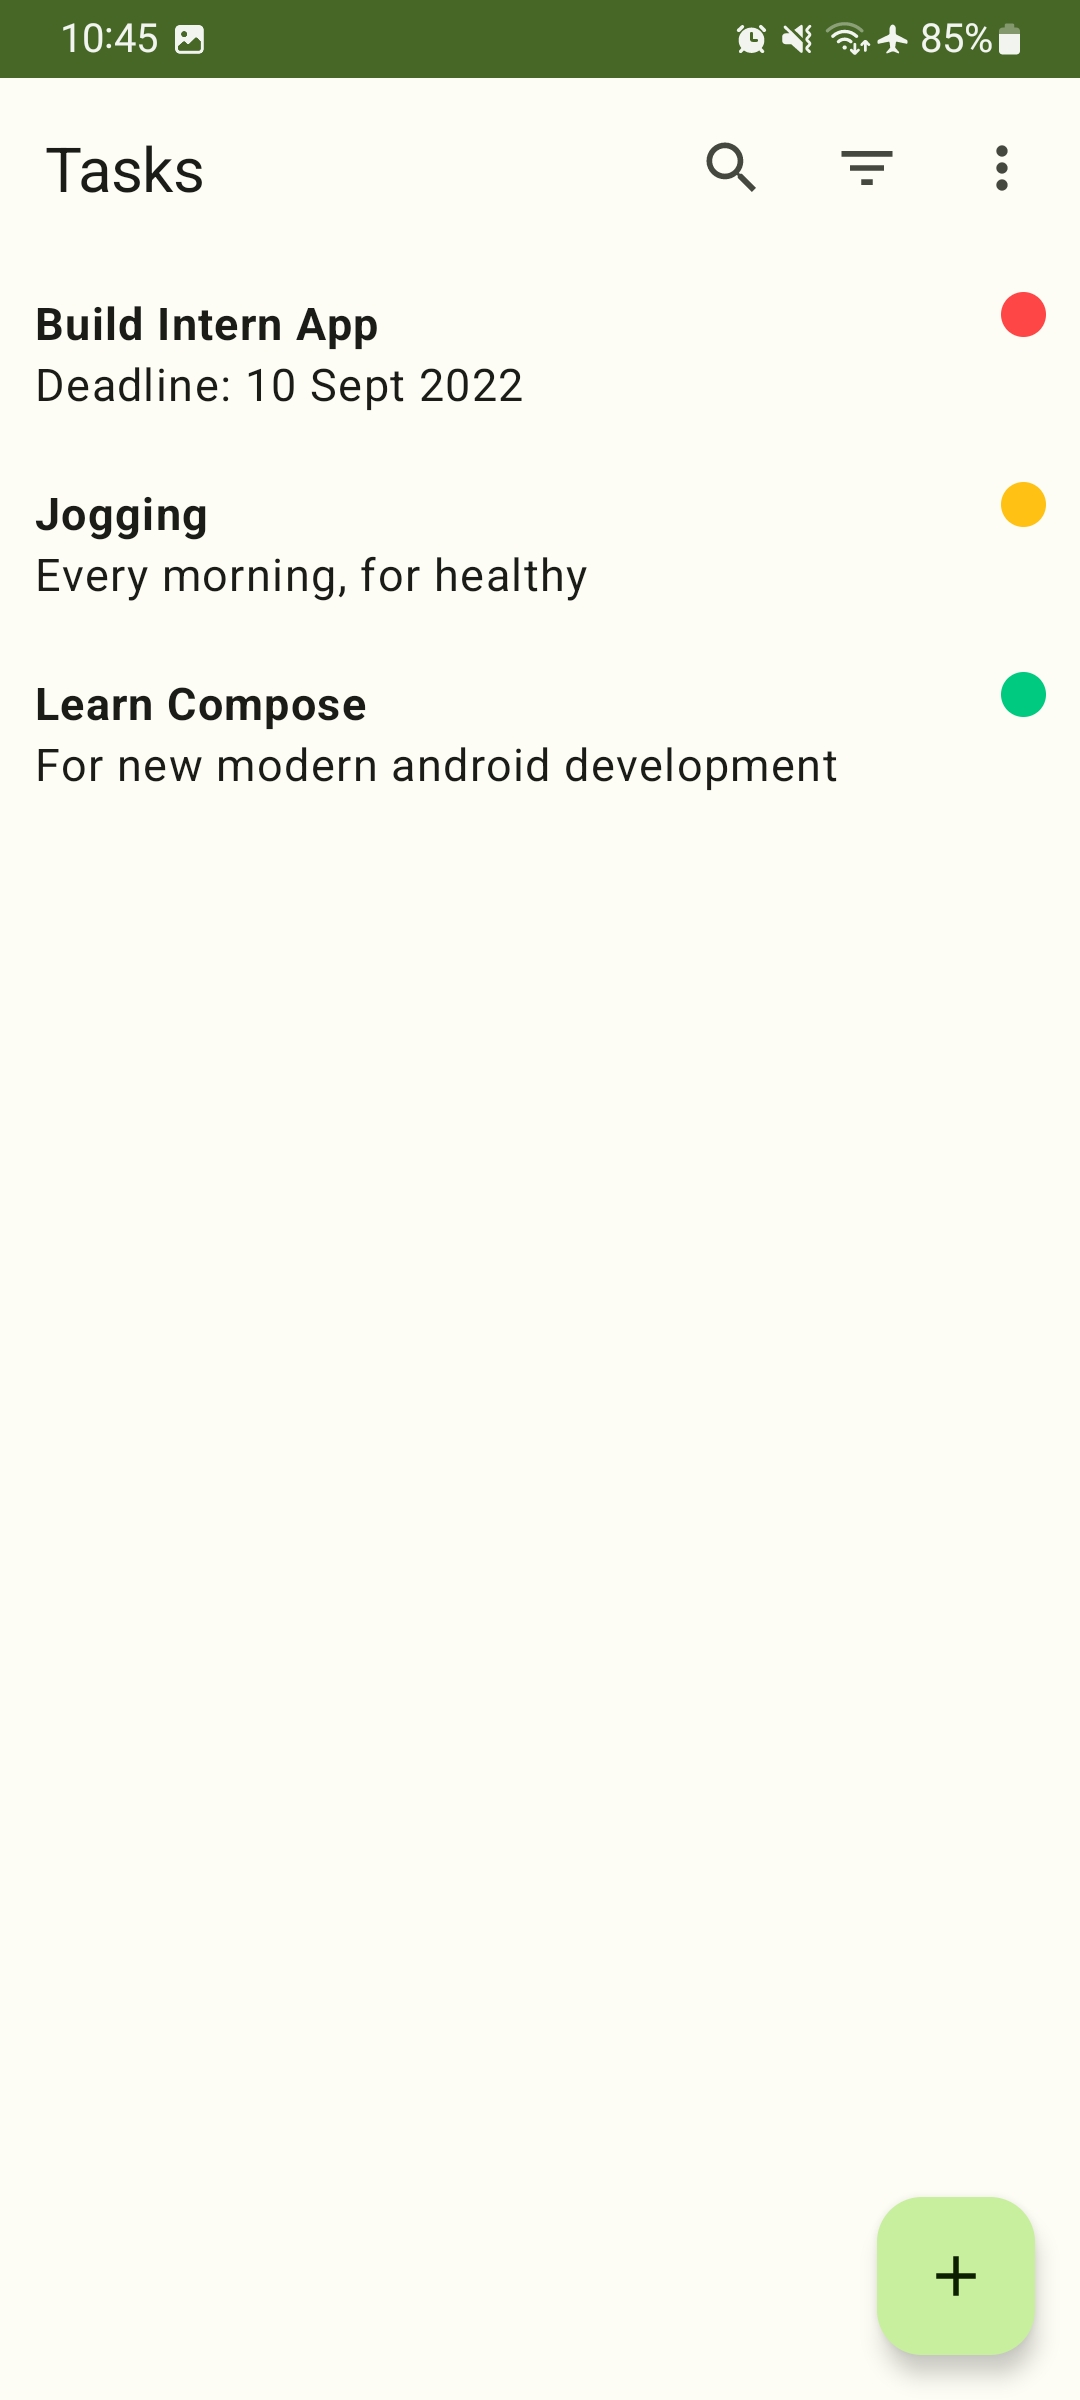 10:45 85%
Tasks
Build Intern App
Deadline: 10 Sept 2022
Jogging
Every morning, for healthy
Learn Compose
For new modern android development